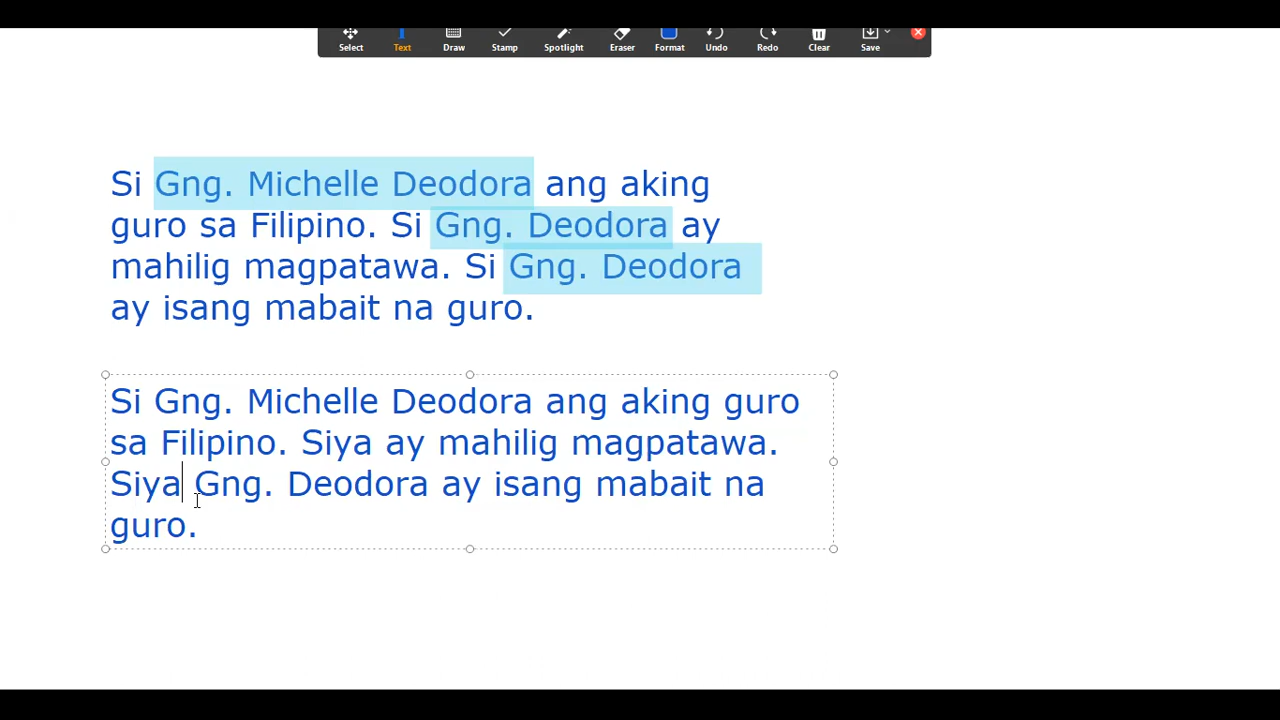 Select Text Draw Stamp Spotlight Eraser Format Undo Redo Clear Save
Si Gng. Michelle Deodora ang aking
guro sa Filipino. Si Gng. Deodora ay
mahilig magpatawa. Si Gng. Deodora
ay isang mabait na guro.
Si Gng. Michelle Deodora ang aking guro
sa Filipino. Siya ay mahilig magpatawa.
Siya Gng. Deodora ay isang mabait na
guro.